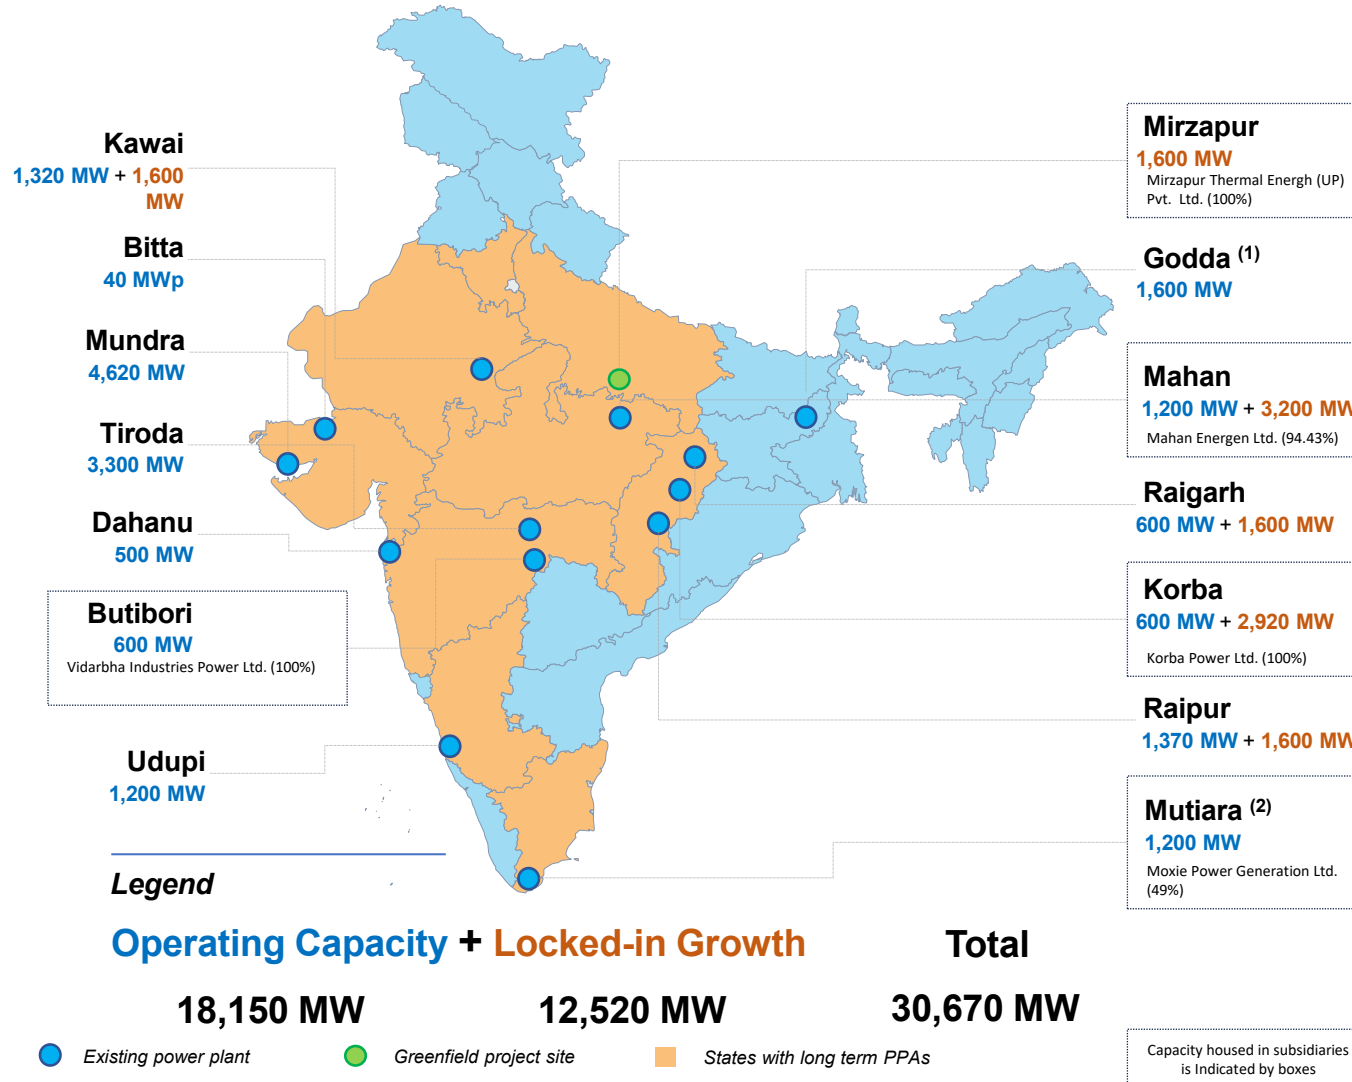 Kawai
1,320 MW + 1,600
MW
Bitta
40 MWp
Mundra
4,620 MW
Tiroda
3,300 MW
Dahanu
500 MW
Butibori
600 MW
Vidarbha Industries Power Ltd. (100%)
Udupi
1,200 MW
Mirzapur
1,600 MW
Mirzapur Thermal Energh (UP)
Pvt. Ltd. (100%)
Godda (1)
1,600 MW
Mahan
1,200 MW + 3,200 MW
Mahan Energen Ltd. (94.43%)
Raigarh
600 MW + 1,600 MW
Korba
600 MW + 2,920 MW
Korba Power Ltd. (100%)
Raipur
1,370 MW + 1,600 MW
Mutiara (2)
1,200 MW
Moxie Power Generation Ltd.
(49%)
Legend
Operating Capacity + Locked-in Growth Total
18,150 MW 12,520 MW 30,670 MW
Existing power plant Greenfield project site States with long term PPAs
Capacity housed in subsidiaries
is Indicated by boxes